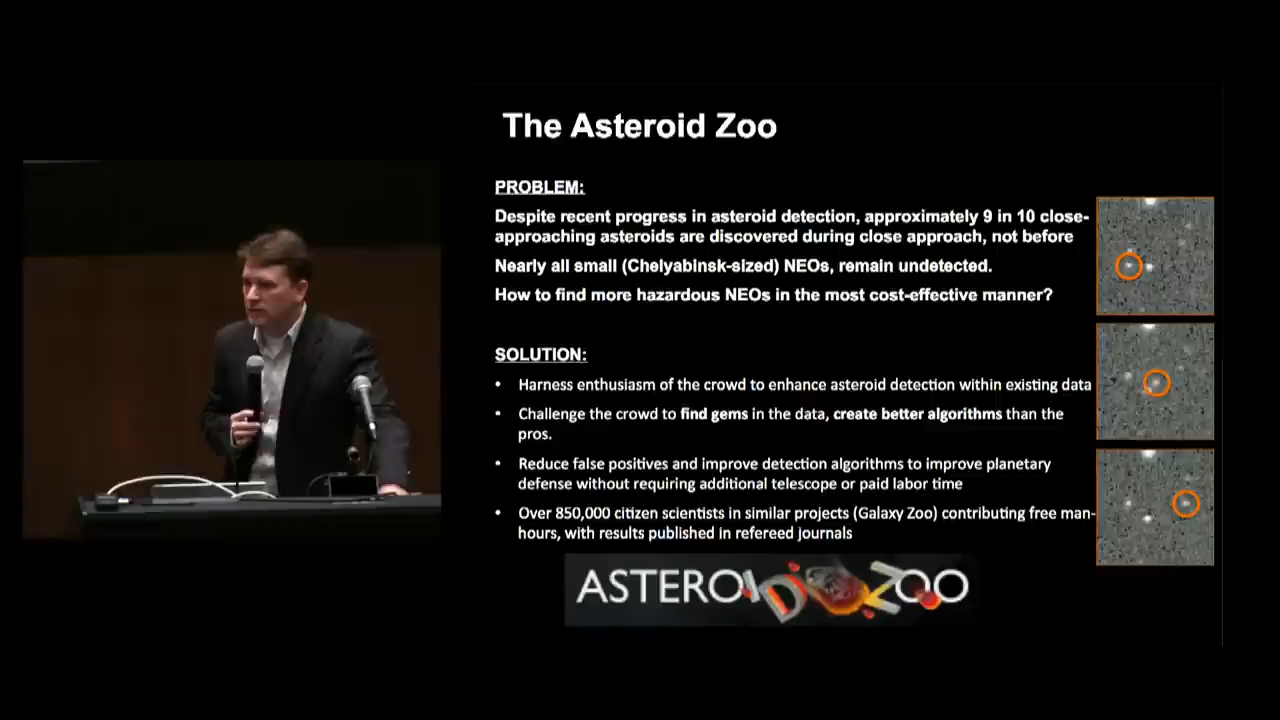 The Asteroid Zoo
PROBLEM:
Despite recent progress in asteroid detection, approximately 9 in 10 close-
approaching asteroids are discovered during close approach, not before
Nearly all small (Chelyabinsk-sized) NEOs, remain undetected.
How to find more hazardous NEOs in the most cost-effective manner?
SOLUTION:
• Harness enthusiasm of the crowd to enhance asteroid detection within existing data
• Challenge the crowd to find gems in the data, create better algorithms than the
pros.
• Reduce false positives and improve detection algorithms to improve planetary
defense without requiring additional telescope or paid labor time
• Over 850,000 citizen scientists in similar projects (Galaxy Zoo) contributing free man-
hours, with results published in refereed journals
ASTEROID ZOO